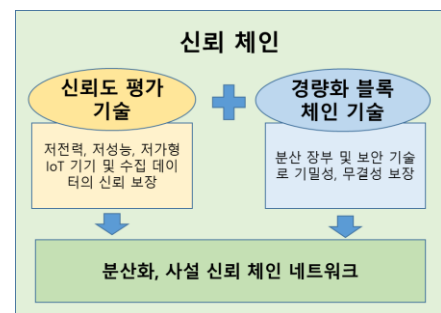 신뢰 체인
신뢰도 평가
기술
경량화 블록
체인 기술
저전력, 저성능, 저가형
IoT 기기 및 수집 데이
터의 신뢰 보장
분산 장부 및 보안 기술
로 기밀성, 무결성 보장
분산화, 사설 신뢰 체인 네트워크